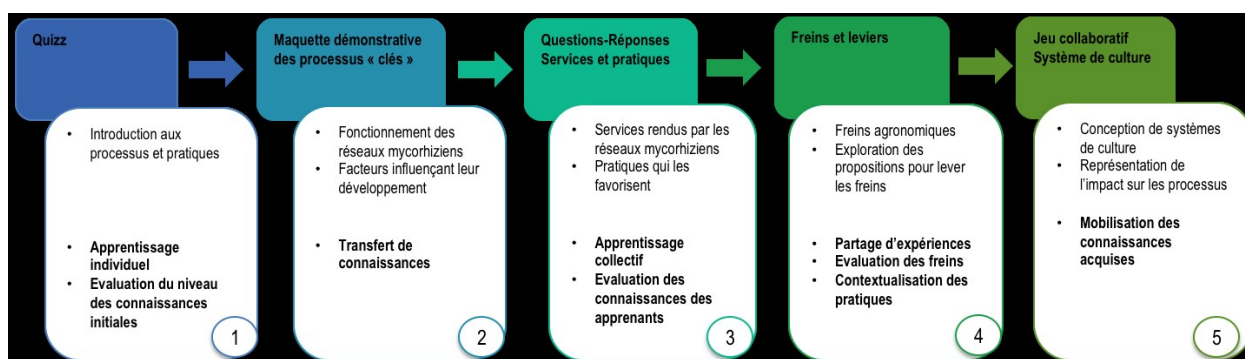 Quizz
• Introduction aux
processus et pratiques
• Apprentissage
individuel
• Evaluation du niveau
des connaissances
initiales
1
Maquette démonstrative
des processus « clés »
• Fonctionnement des
réseaux mycorhiziens
• Facteurs influençant leur
développement
• Transfert de
connaissances
2
Questions-Réponses
Services et pratiques
• Services rendus par les
réseaux mycorhiziens
• Pratiques qui les
favorisent
• Apprentissage
collectif
• Evaluation des
connaissances des
apprenants
3
Freins et leviers
• Freins agronomiques
• Exploration des
propositions pour lever
les freins
• Partage d'expériences
• Evaluation des freins
• Contextualisation des
pratiques
4
Jeu collaboratif
Système de culture
• Conception de systèmes
de culture
• Représentation de
l'impact sur les processus
• Mobilisation des
connaissances
acquises
5